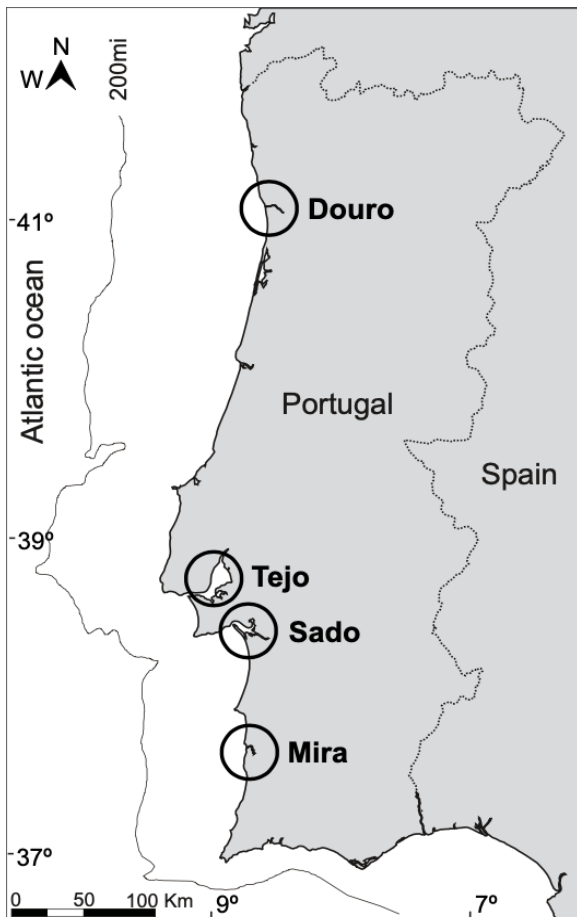 N
W
200mi
41º
Douro
Atlantic ocean
Portugal
Spain
39º
Tejo
Sado
Mira
37º
0 50 100 Km
9º
7º